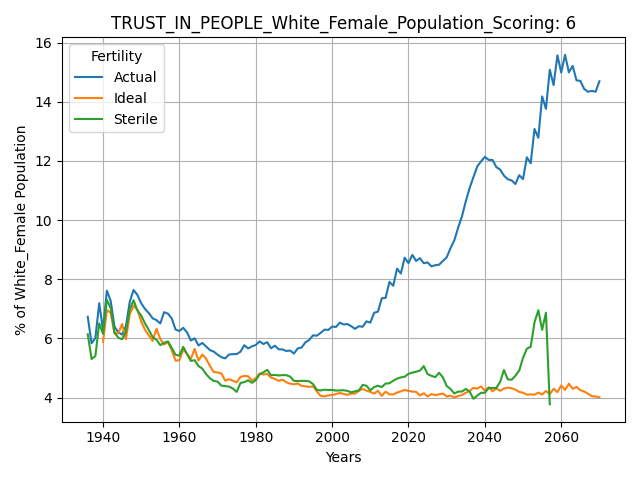 TRUST_IN_PEOPLE_White_Female_Population_Scoring: 6
Fertility
Actual
Ideal
Sterile
% of White_Female Population
16
14
12
10
8
6
4
1940 1960 1980 2000 2020 2040 2060
Years